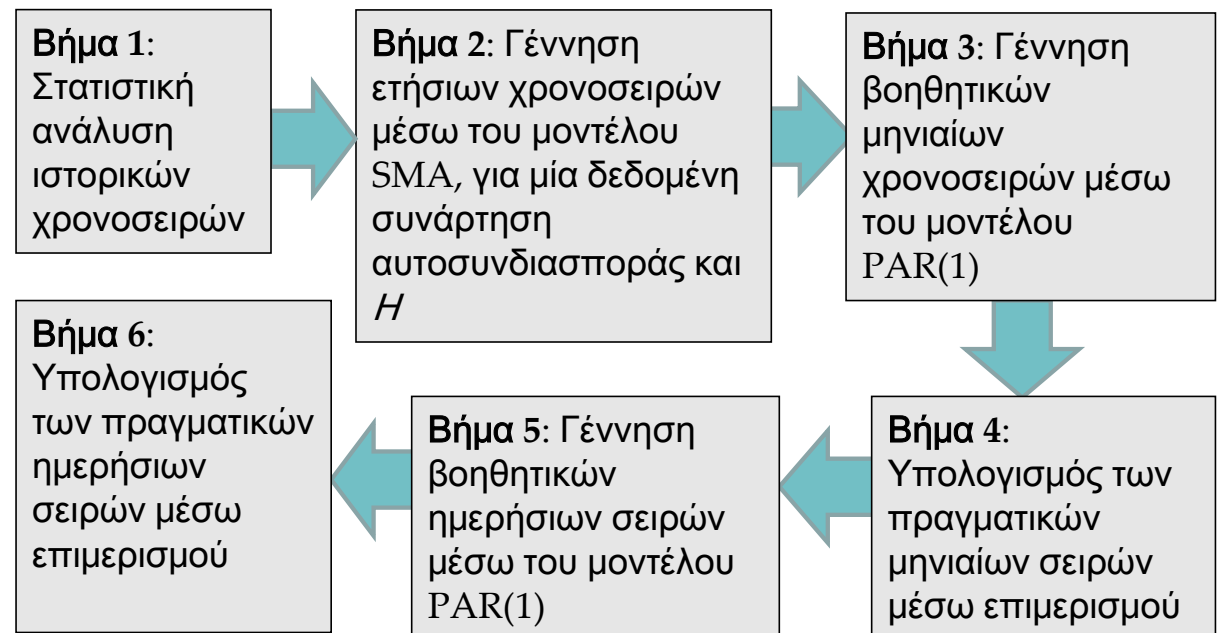 Βήμα 1:
Στατιστική
ανάλυση
ιστορικών
χρονοσειρών
Βήμα 2: Γέννηση
ετήσιων χρονοσειρών
μέσω του μοντέλου
SMA, για μία δεδομένη
συνάρτηση
αυτοσυνδιασποράς και
H
Βήμα 3: Γέννηση
βοηθητικών
μηνιαίων
χρονοσειρών μέσω
του μοντέλου
PAR(1)
Βήμα 4:
Υπολογισμός των
πραγματικών
μηνιαίων σειρών
μέσω επιμερισμού
Βήμα 5: Γέννηση
βοηθητικών
ημερήσιων σειρών
μέσω του μοντέλου
PAR(1)
Βήμα 6:
Υπολογισμός
των πραγματικών
ημερήσιων
σειρών μέσω
επιμερισμού